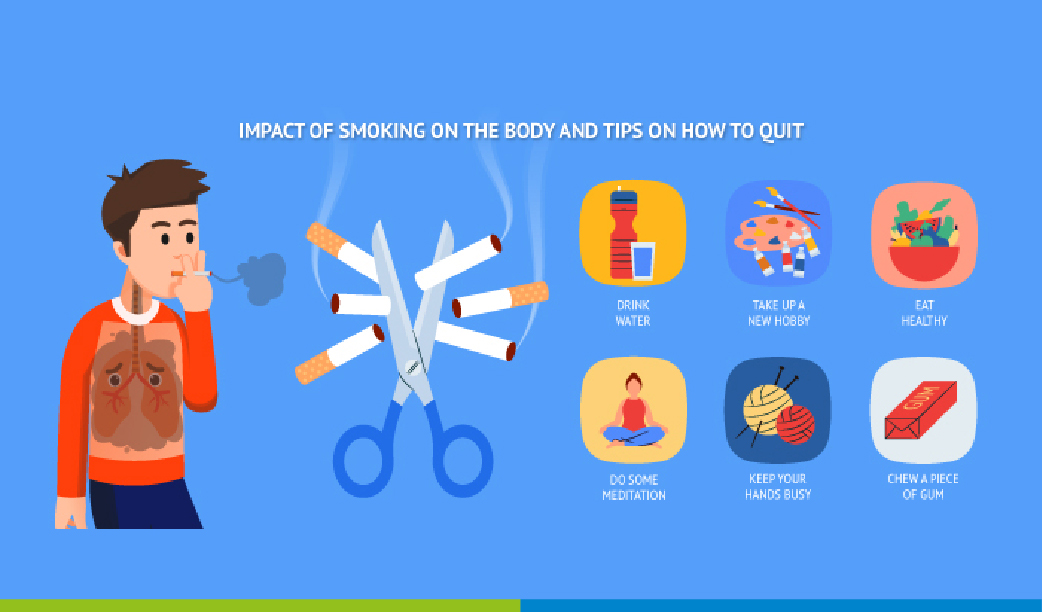 IMPACT OF SMOKING ON THE BODY AND TIPS ON HOW TO QUIT
DRINK
WATER
TAKE UP A
NEW HOBBY
EAT
HEALTHY
GUM
DO SOME
MEDITATION
KEEP YOUR
HANDS BUSY
CHEW A PIECE
OF GUM